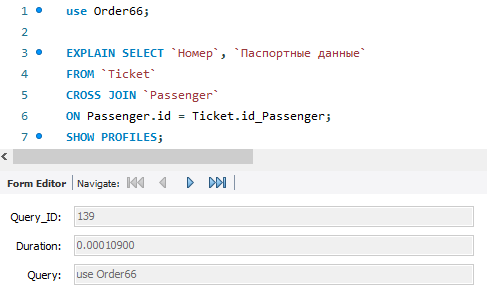 1 use Order66;
2
3 EXPLAIN SELECT `Номер`, `Паспортные данные`
4 FROM `Ticket`
5 CROSS JOIN `Passenger`
6 ON Passenger.id = Ticket.id_Passenger;
7 SHOW PROFILES;
Form Editor Navigate:
Query_ID: 139
Duration: 0.00010900
Query: use Order66